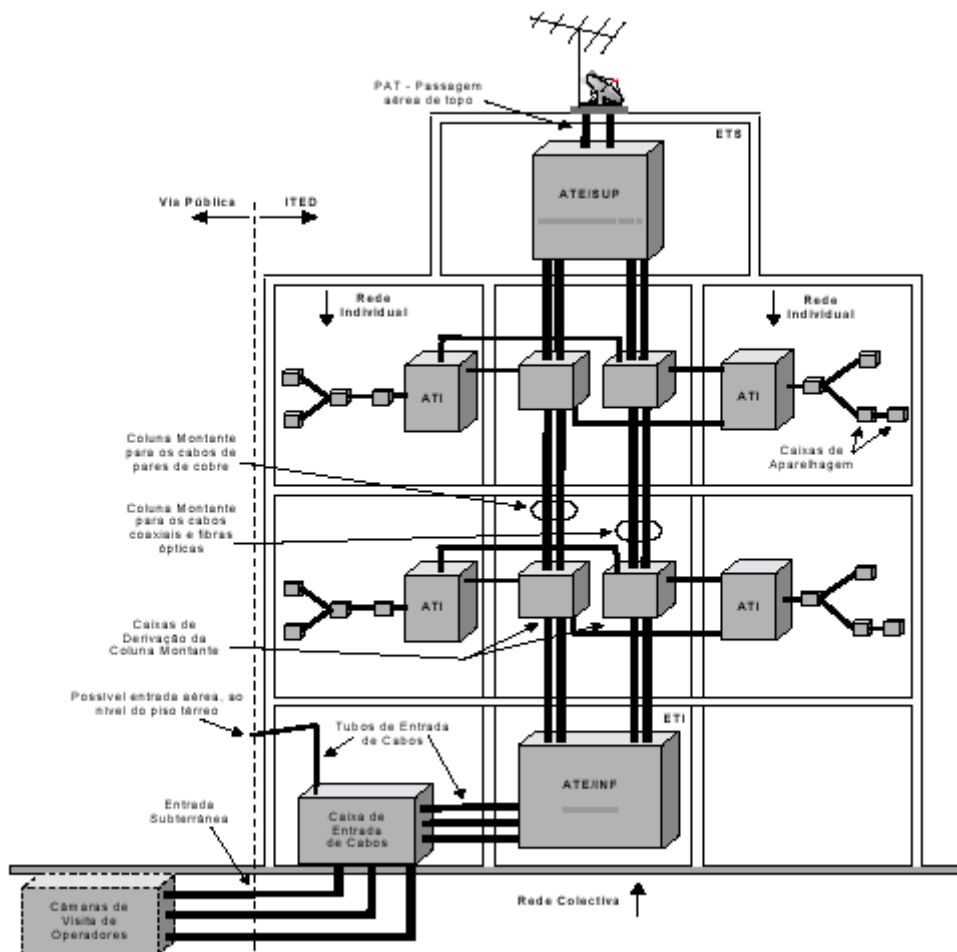 PAT - Passagem
aérea de topo
ETS
ATE/SUP
Via Pública
ITED
Rede
Individual
Rede
Individual
ATI
ATI
Caixas de
Aparelhagem
Coluna Montante
para os cabos de
pares de cobre
Coluna Montante
para os cabos
coaxiais e fibras
ópticas
ATI
ATI
Caixas de
Derivação da
Coluna Montante
Possível entrada aérea, ao
nível do piso térreo
Tubos de Entrada
de Cabos
ETI
ATE/INF
Entrada
Subterrânea
Caixa de
Entrada
de Cabos
Câmaras de
Visita de
Operadores
Rede Colectiva